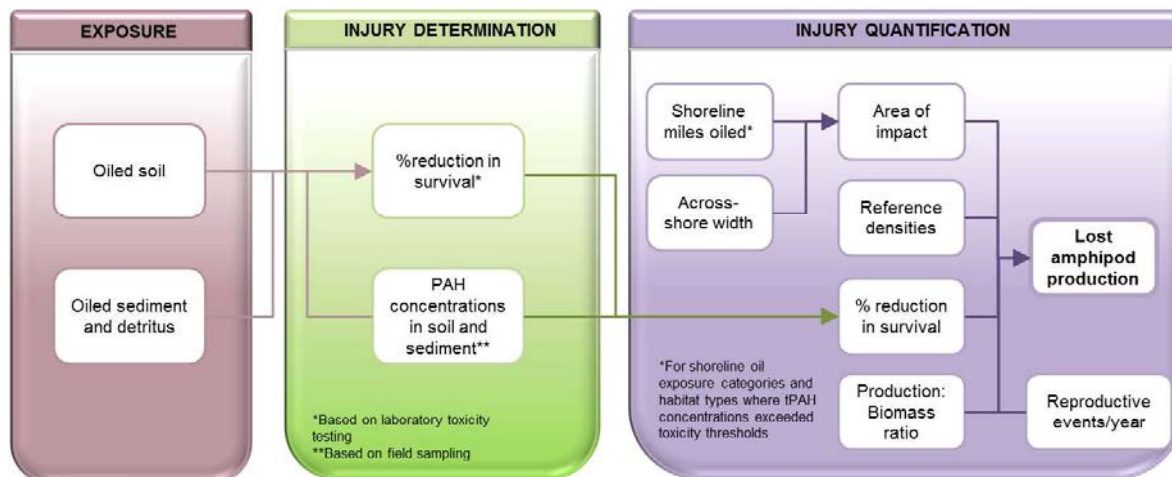 EXPOSURE
Oiled soil
Oiled sediment
and detritus
INJURY DETERMINATION
%reduction in
survival*
PAH
concentrations
in soil and
sediment**
*Based on laboratory toxicity
testing
**Based on field sampling
INJURY QUANTIFICATION
Shoreline
miles oiled*
Across-
shore width
*For shoreline oil
exposure categories and
habitat types where tPAH
concentrations exceeded
toxicity thresholds
Area of
impact
Reference
densities
% reduction
in survival
Production:
Biomass
ratio
Lost
amphipod
production
Reproductive
events/year